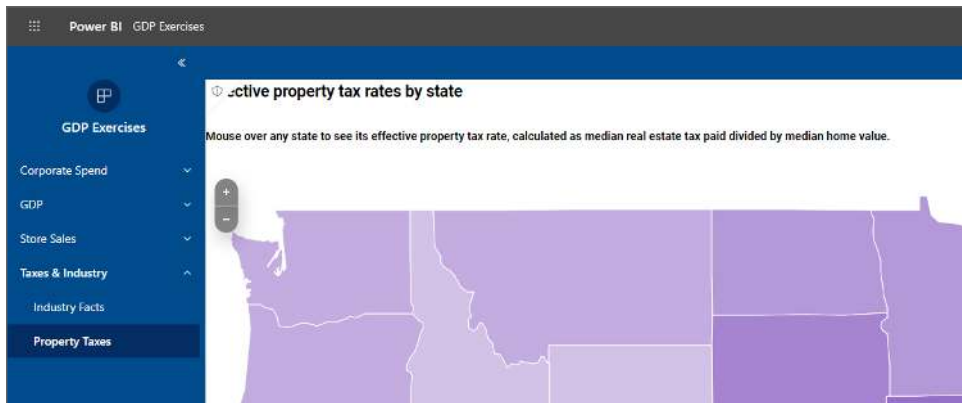 Power BI GDP Exercises
GDP Exercises
Corporate Spend
GDP
Store Sales
Taxes & Industry
Industry Facts
Property Taxes
ective property tax rates by state
Mouse over any state to see its effective property tax rate, calculated as median real estate tax paid divided by median home value.
+
−